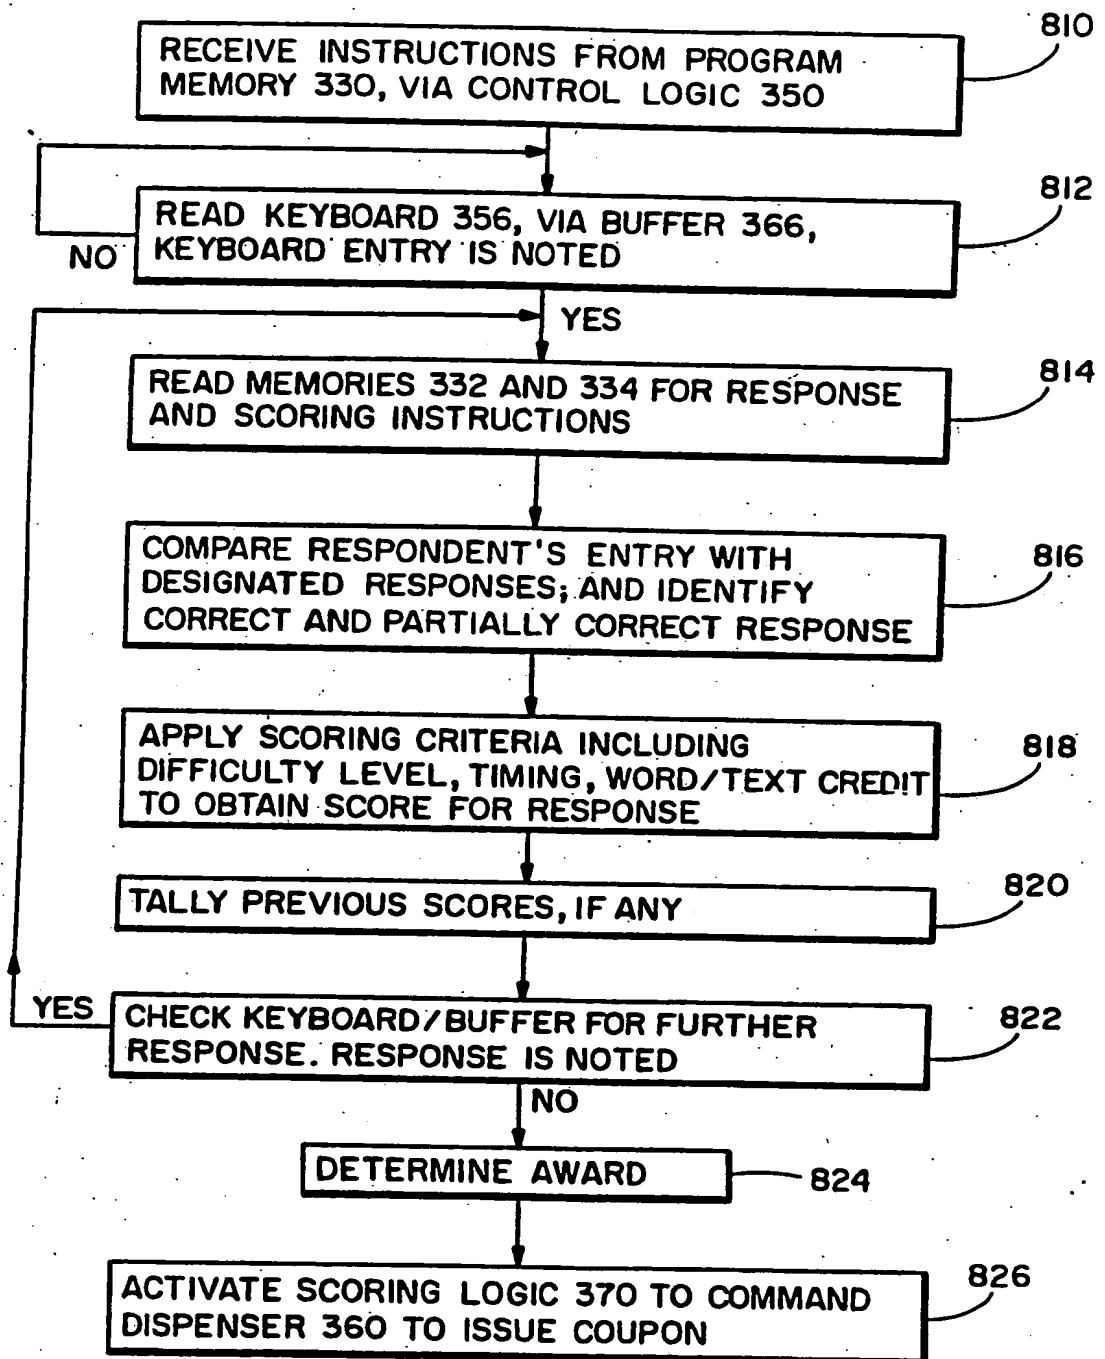 810
RECEIVE INSTRUCTIONS FROM PROGRAM
MEMORY 330, VIA CONTROL LOGIC 350
812
READ KEYBOARD 356, VIA BUFFER 366,
KEYBOARD ENTRY IS NOTED
NO
YES
814
READ MEMORIES 332 AND 334 FOR RESPONSE
AND SCORING INSTRUCTIONS
816
COMPARE RESPONDENT'S ENTRY WITH
DESIGNATED RESPONSES; AND IDENTIFY
CORRECT AND PARTIALLY CORRECT RESPONSE
818
APPLY SCORING CRITERIA INCLUDING
DIFFICULTY LEVEL, TIMING, WORD/TEXT CREDIT
TO OBTAIN SCORE FOR RESPONSE
820
TALLY PREVIOUS SCORES, IF ANY
YES
822
CHECK KEYBOARD/BUFFER FOR FURTHER
RESPONSE. RESPONSE IS NOTED
NO
DETERMINE AWARD
824
826
ACTIVATE SCORING LOGIC 370 TO COMMAND
DISPENSER 360 TO ISSUE COUPON